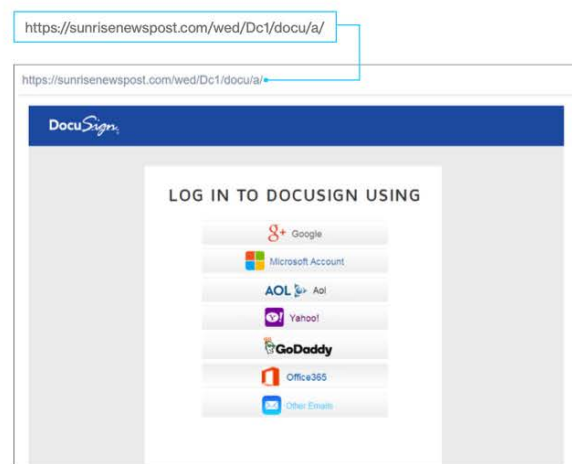 https://sunrisenewspost.com/wed/Dc1/docu/a/
https://sunrisenewspost.com/wed/Dc1/docu/a/
DocuSign
LOG IN TO DOCUSIGN USING
g+ Google
Microsoft Account
AOL Aol
Y! Yahoo!
GoDaddy
Office365
Other Emails